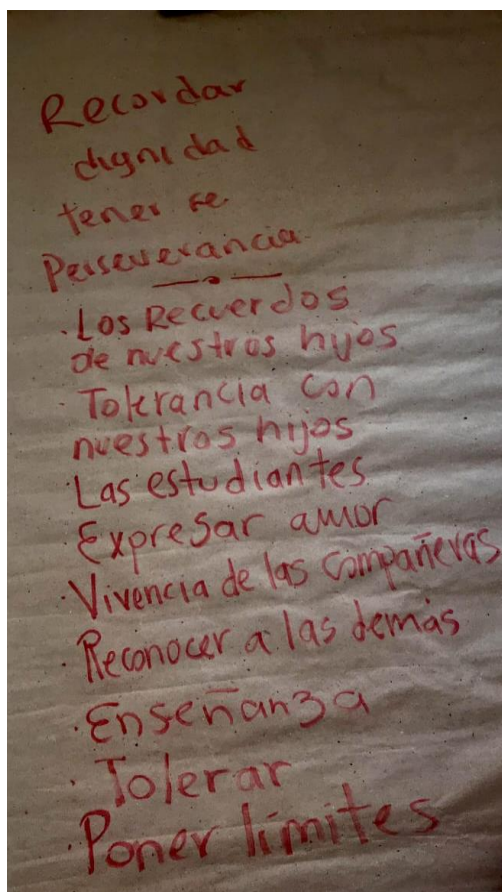 Recordar
dignidad
tener fe
Perseverancia
— . —
. Los Recuerdos
de nuestros hijos
. Tolerancia con
nuestros hijos
. Las estudiantes
. Expresar amor
. Vivencia de las compañeras
. Reconocer a las demás
. Enseñanza
. Tolerar
. Poner límites